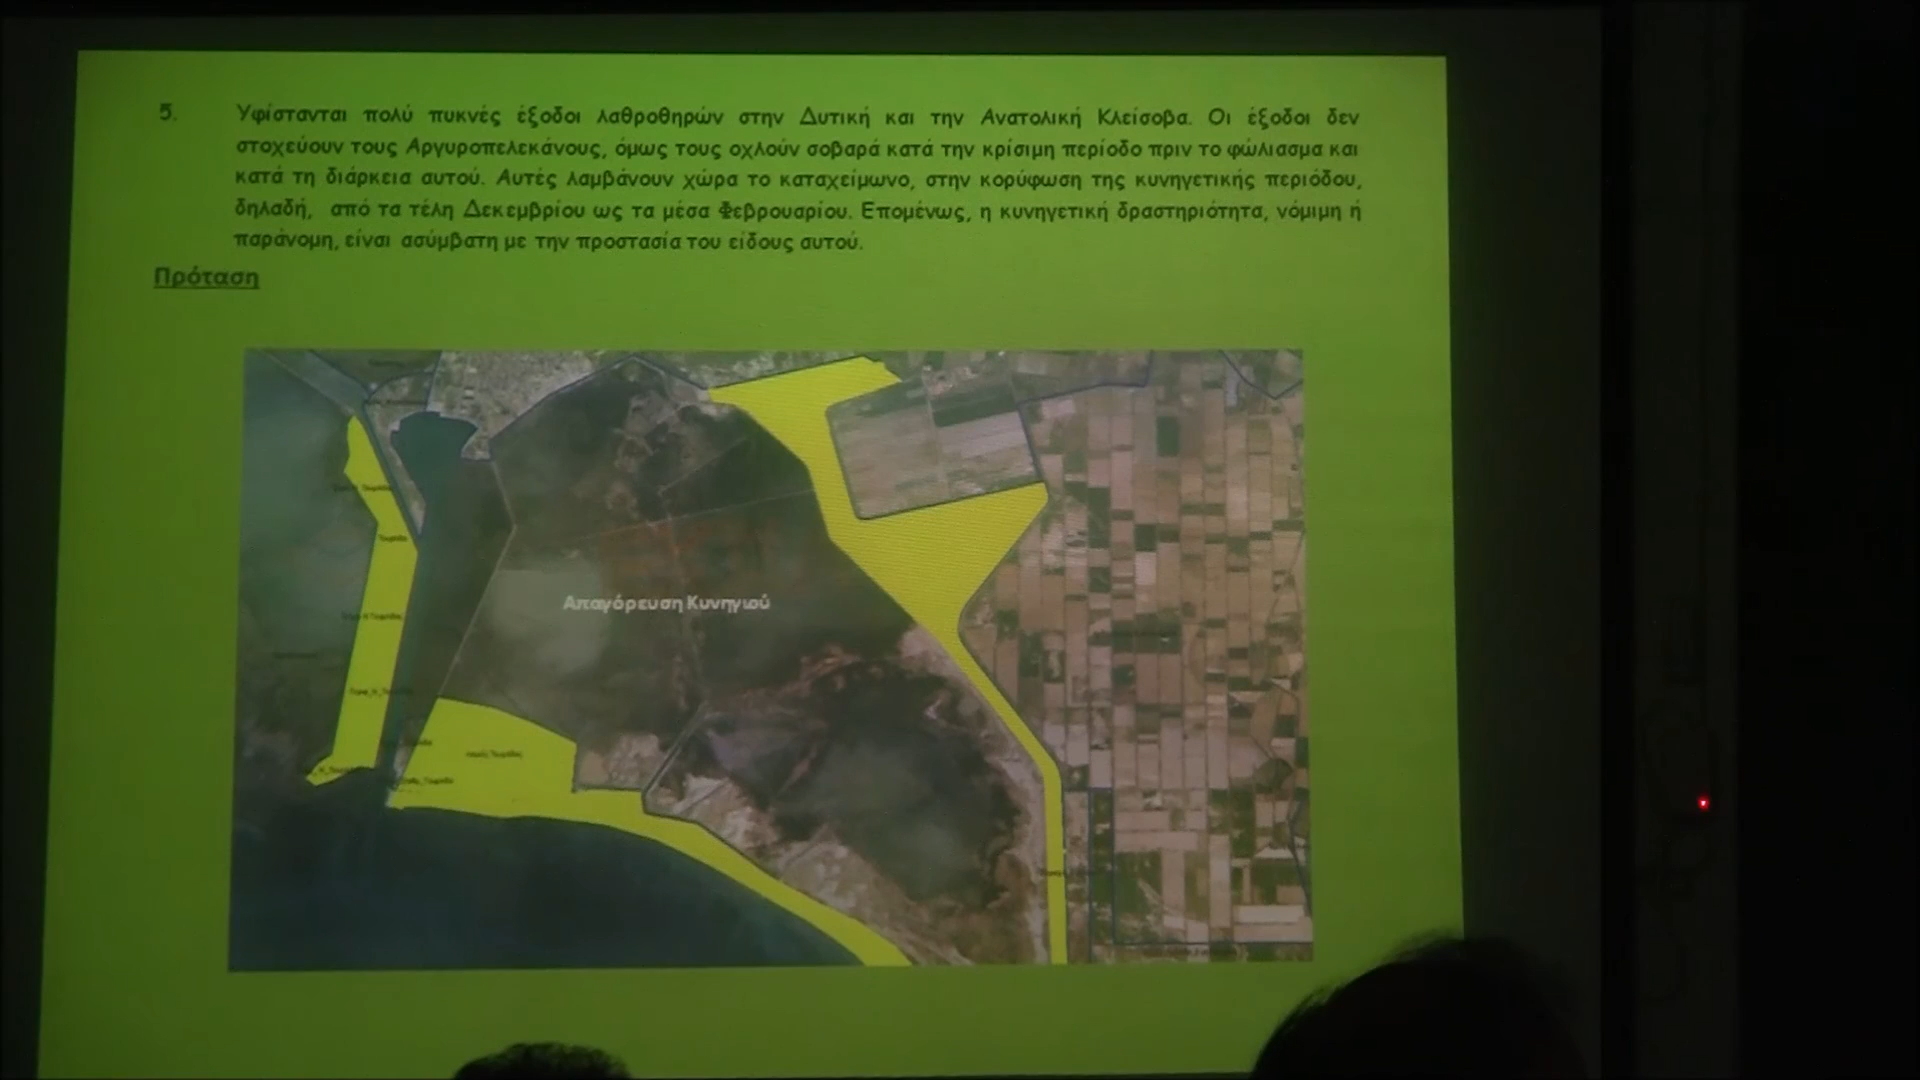 5. Υφίστανται πολύ πυκνές έξοδοι λαθροθηρών στην Δυτική και την Ανατολική Κλείσοβα. Οι έξοδοι δεν
στοχεύουν τους Αργυροπελεκάνους, όμως τους οχλούν σοβαρά κατά την κρίσιμη περίοδο πριν το φώλιασμα και
κατά τη διάρκεια αυτού. Αυτές λαμβάνουν χώρα το καταχείμωνο, στην κορύφωση της κυνηγετικής περιόδου,
δηλαδή, από τα τέλη Δεκεμβρίου ως τα μέσα Φεβρουαρίου. Επομένως, η κυνηγετική δραστηριότητα, νόμιμη ή
παράνομη, είναι ασύμβατη με την προστασία του είδους αυτού.
Πρόταση
Απαγόρευση Κυνηγιού